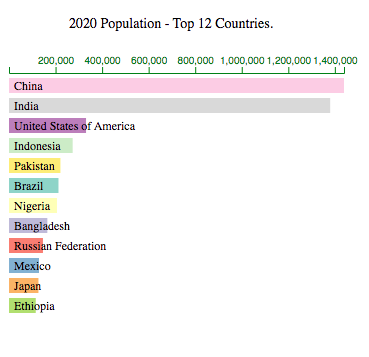 2020 Population - Top 12 Countries.
200,000 400,000 600,000 800,000 1,000,000 1,200,000 1,400,000
China
India
United States of America
Indonesia
Pakistan
Brazil
Nigeria
Bangladesh
Russian Federation
Mexico
Japan
Ethiopia